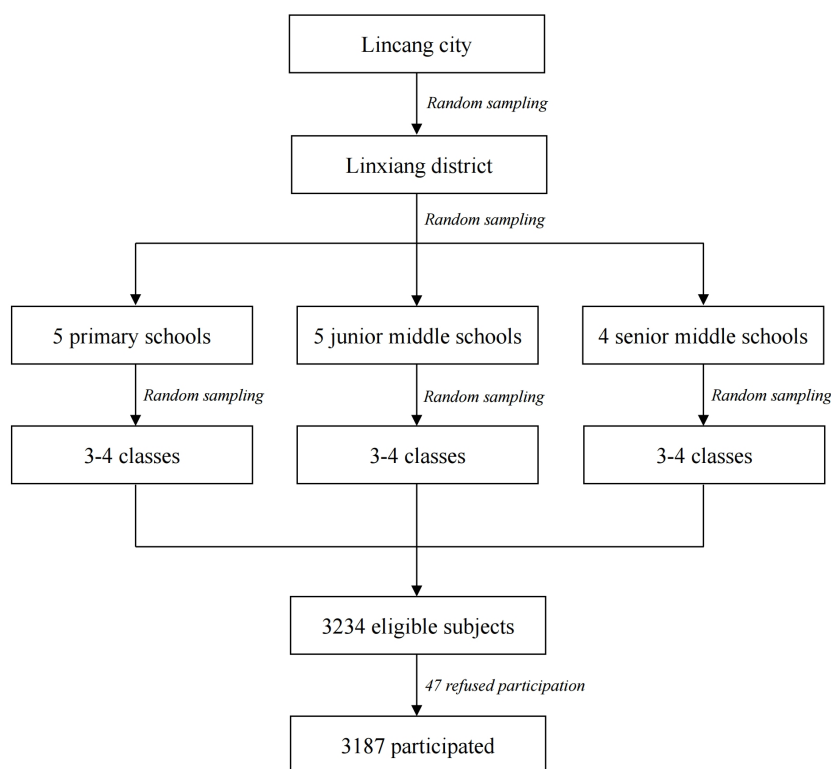 Lincang city
Random sampling
Linxiang district
Random sampling
5 primary schools
5 junior middle schools
4 senior middle schools
Random sampling
Random sampling
Random sampling
3-4 classes
3-4 classes
3-4 classes
3234 eligible subjects
47 refused participation
3187 participated